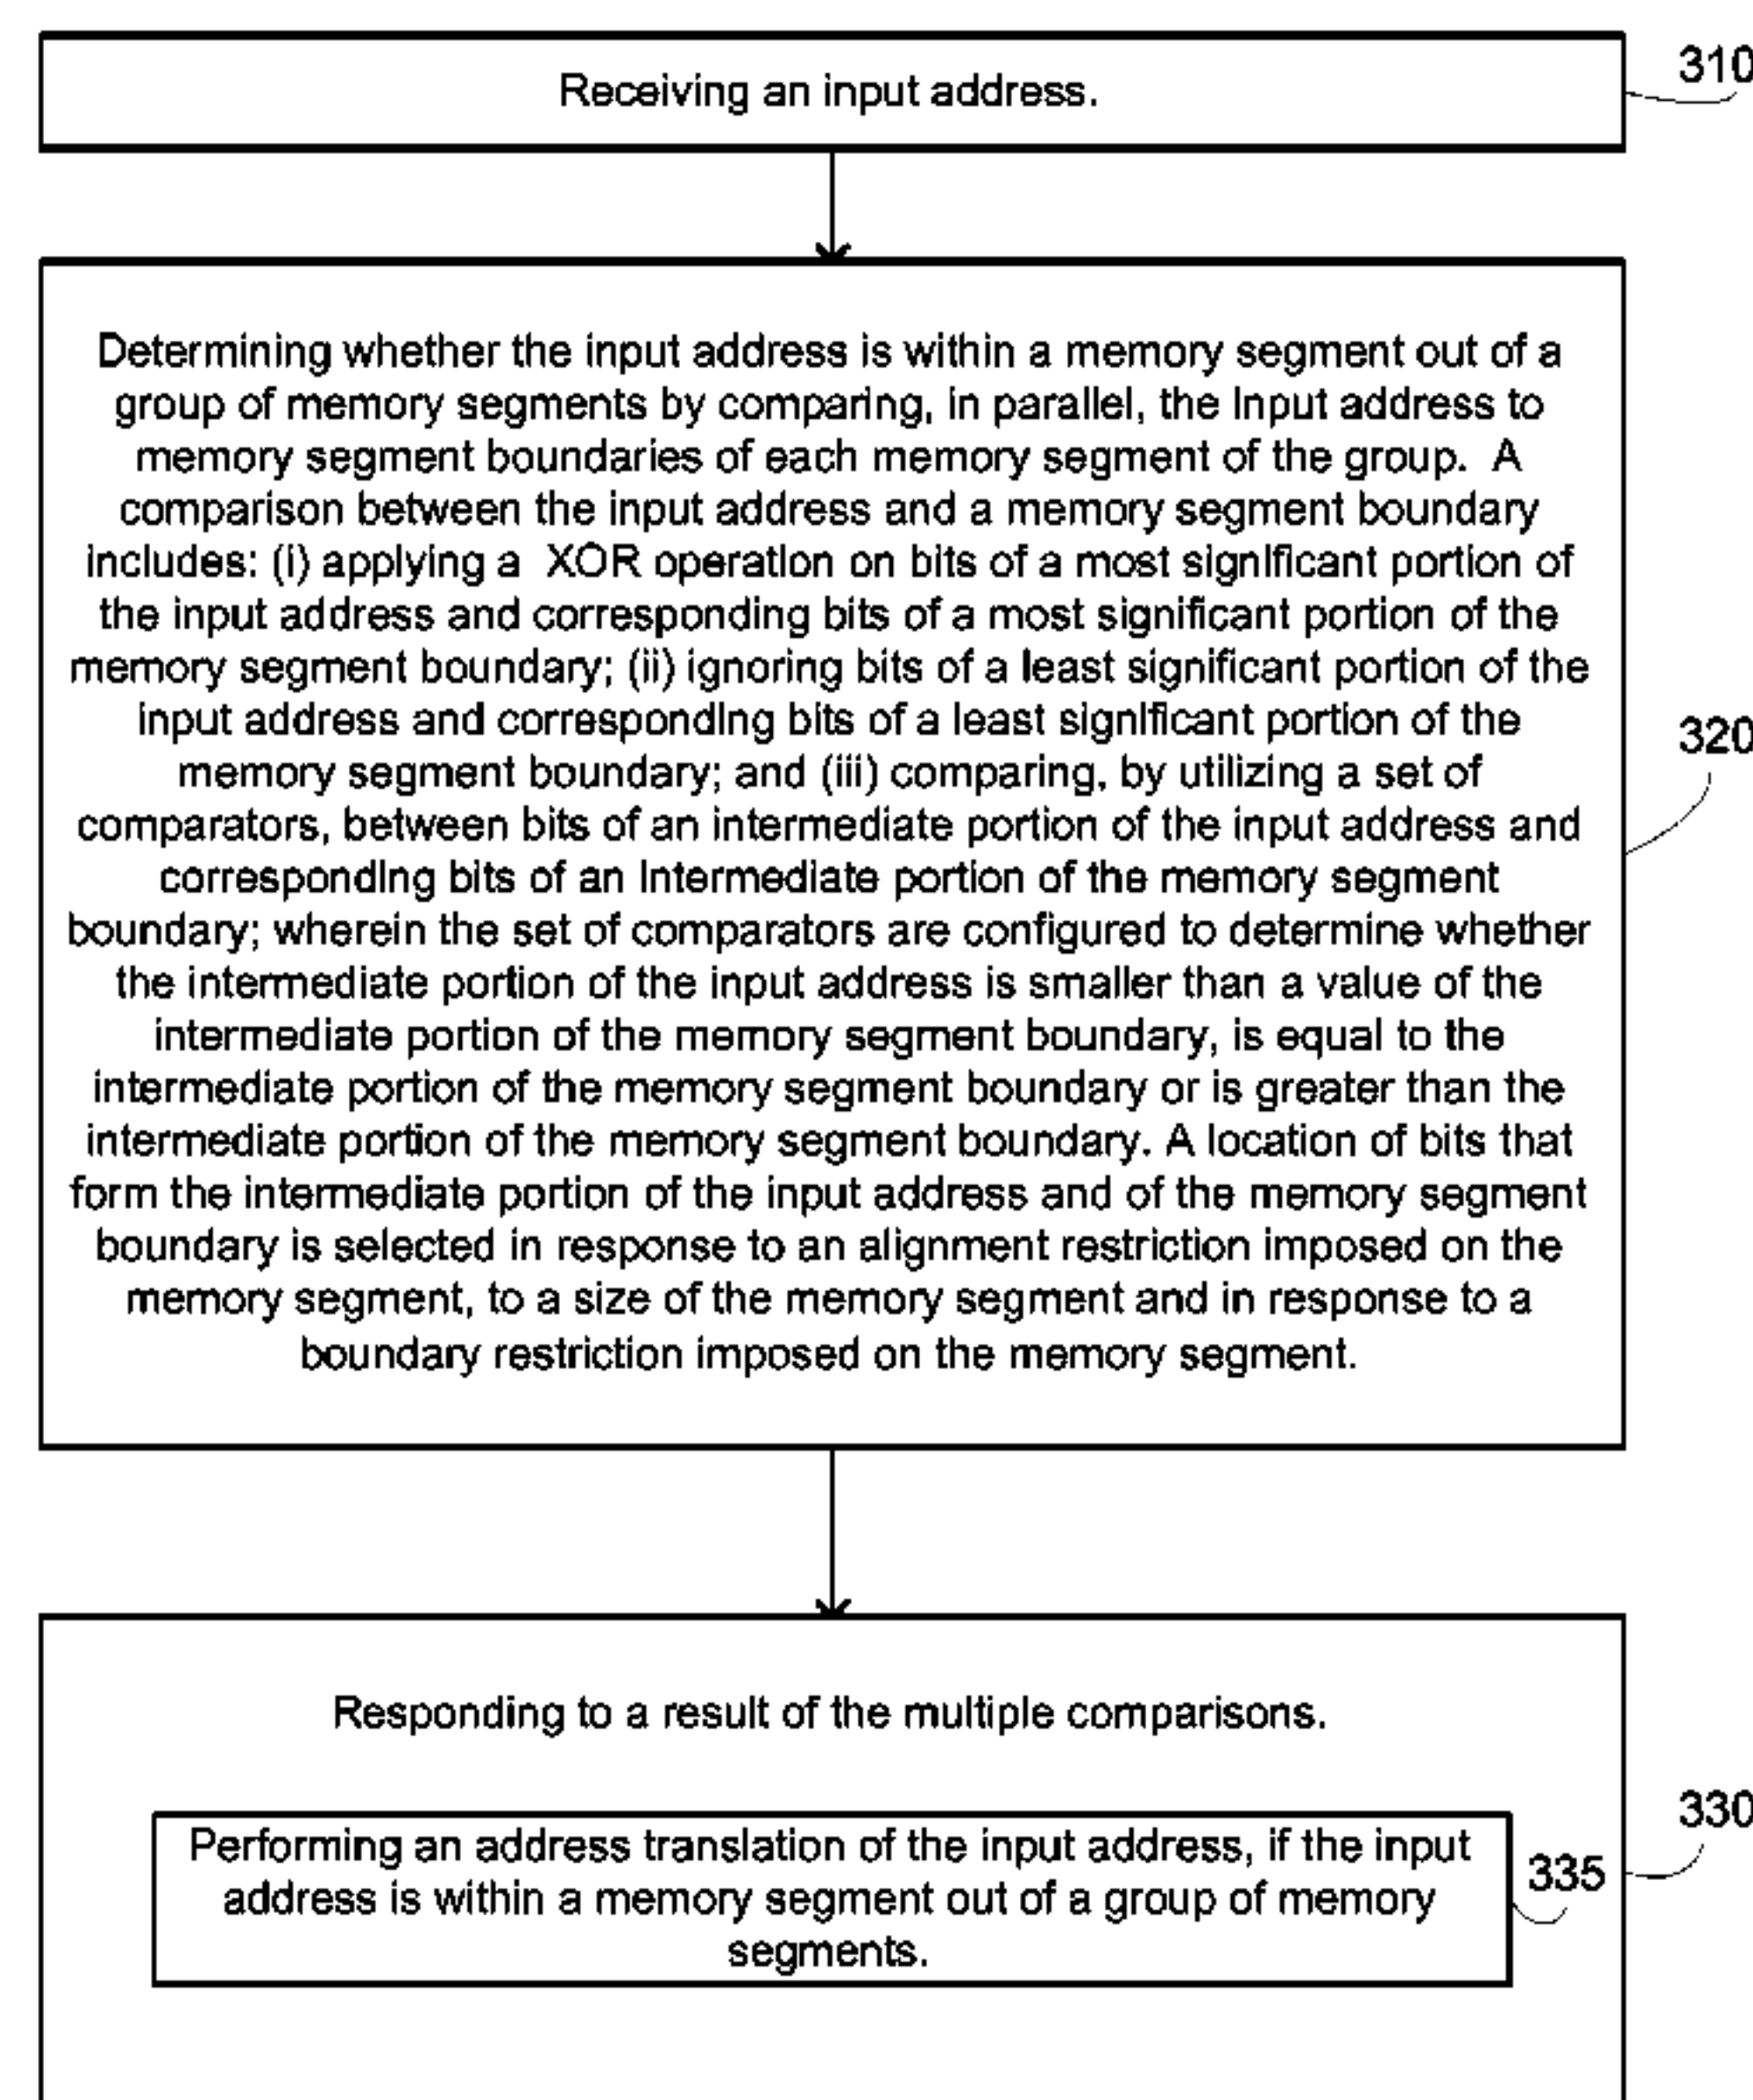 Receiving an input address.
310
Determining whether the input address is within a memory segment out of a
group of memory segments by comparing, in parallel, the Input address to
memory segment boundaries of each memory segment of the group. A
comparison between the input address and a memory segment boundary
includes: (i) applying a XOR operation on bits of a most significant portion of
the input address and corresponding bits of a most significant portion of the
memory segment boundary; (ii) ignoring bits of a least significant portion of the
input address and corresponding bits of a least significant portion of the
memory segment boundary; and (iii) comparing, by utilizing a set of
comparators, between bits of an intermediate portion of the input address and
corresponding bits of an Intermediate portion of the memory segment
boundary; wherein the set of comparators are configured to determine whether
the intermediate portion of the input address is smaller than a value of the
intermediate portion of the memory segment boundary, is equal to the
intermediate portion of the memory segment boundary or is greater than the
intermediate portion of the memory segment boundary. A location of bits that
form the intermediate portion of the input address and of the memory segment
boundary is selected in response to an alignment restriction imposed on the
memory segment, to a size of the memory segment and in response to a
boundary restriction imposed on the memory segment.
320
Responding to a result of the multiple comparisons.
330
Performing an address translation of the input address, if the input
address is within a memory segment out of a group of memory
segments.
335